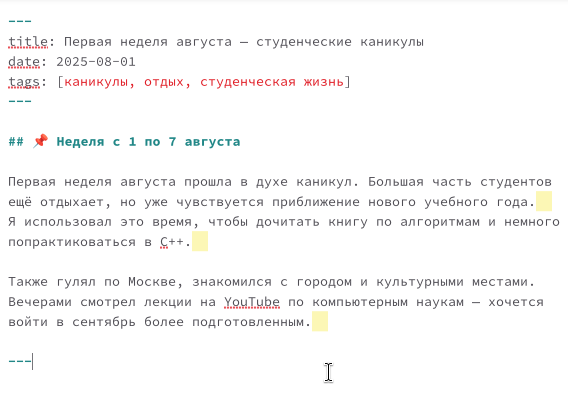 ---
title: Первая неделя августа — студенческие каникулы
date: 2025-08-01
tags: [каникулы, отдых, студенческая жизнь]
---
## 📌 Неделя с 1 по 7 августа
Первая неделя августа прошла в духе каникул. Большая часть студентов
ещё отдыхает, но уже чувствуется приближение нового учебного года.
Я использовал это время, чтобы дочитать книгу по алгоритмам и немного
попрактиковаться в C++.
Также гулял по Москве, знакомился с городом и культурными местами.
Вечерами смотрел лекции на YouTube по компьютерным наукам — хочется
войти в сентябрь более подготовленным.
---